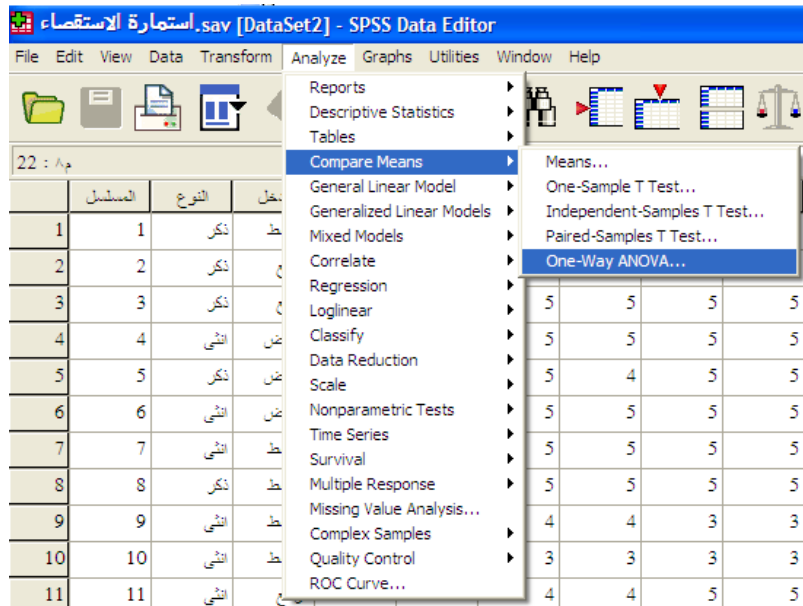 استمارة الاستقصاء.sav [DataSet2] - SPSS Data Editor
File Edit View Data Transform Analyze Graphs Utilities Window Help
22 : م٨
المسلسل النوع
1 1 ذكر
2 2 ذكر
3 3 ذكر 5 5 5 5
4 4 انثى 5 5 5 5
5 5 ذكر 5 4 5 5
6 6 انثى 5 5 5 5
7 7 انثى 5 5 5 5
8 8 ذكر 5 5 5 5
9 9 انثى 4 4 3 3
10 10 انثى 3 3 3 3
11 11 انثى 4 4 5 5
Reports
Descriptive Statistics
Tables
Compare Means
General Linear Model
Generalized Linear Models
Mixed Models
Correlate
Regression
Loglinear
Classify
Data Reduction
Scale
Nonparametric Tests
Time Series
Survival
Multiple Response
Missing Value Analysis...
Complex Samples
Quality Control
ROC Curve...
Means...
One-Sample T Test...
Independent-Samples T Test...
Paired-Samples T Test...
One-Way ANOVA...